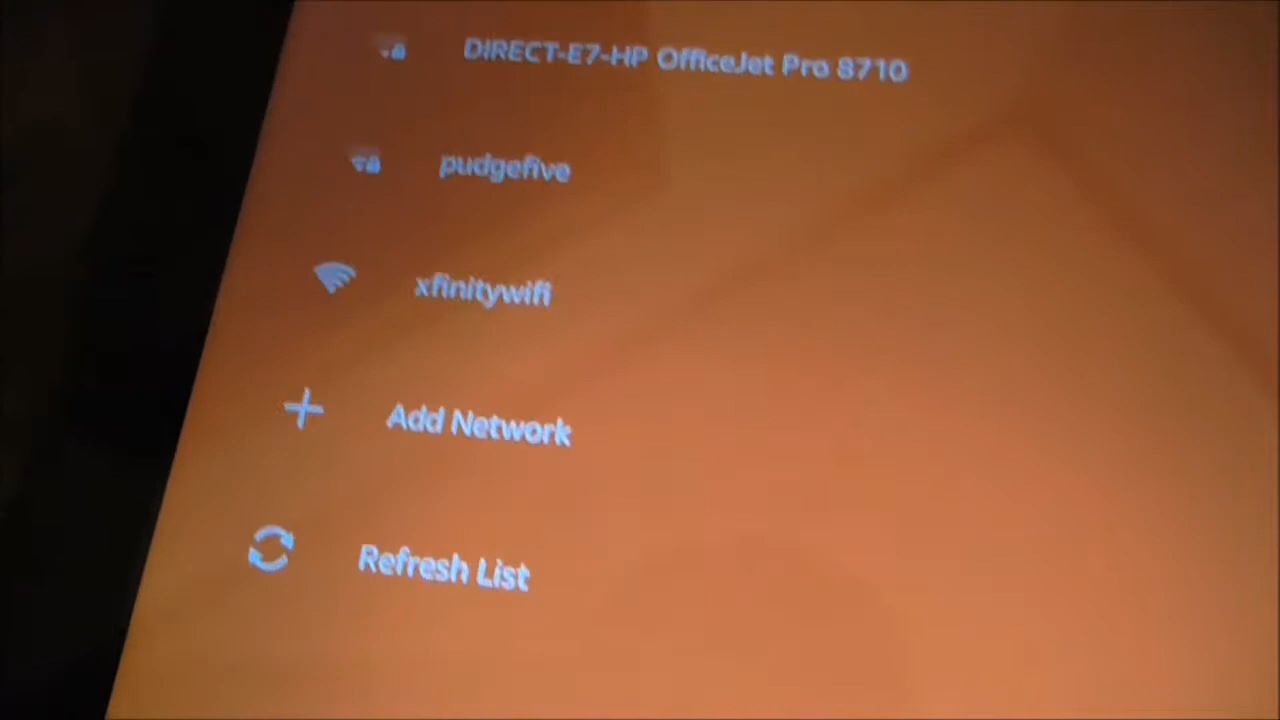 DIRECT-E7-HP OfficeJet Pro 8710
pudgefive
xfinitywifi
Add Network
Refresh List